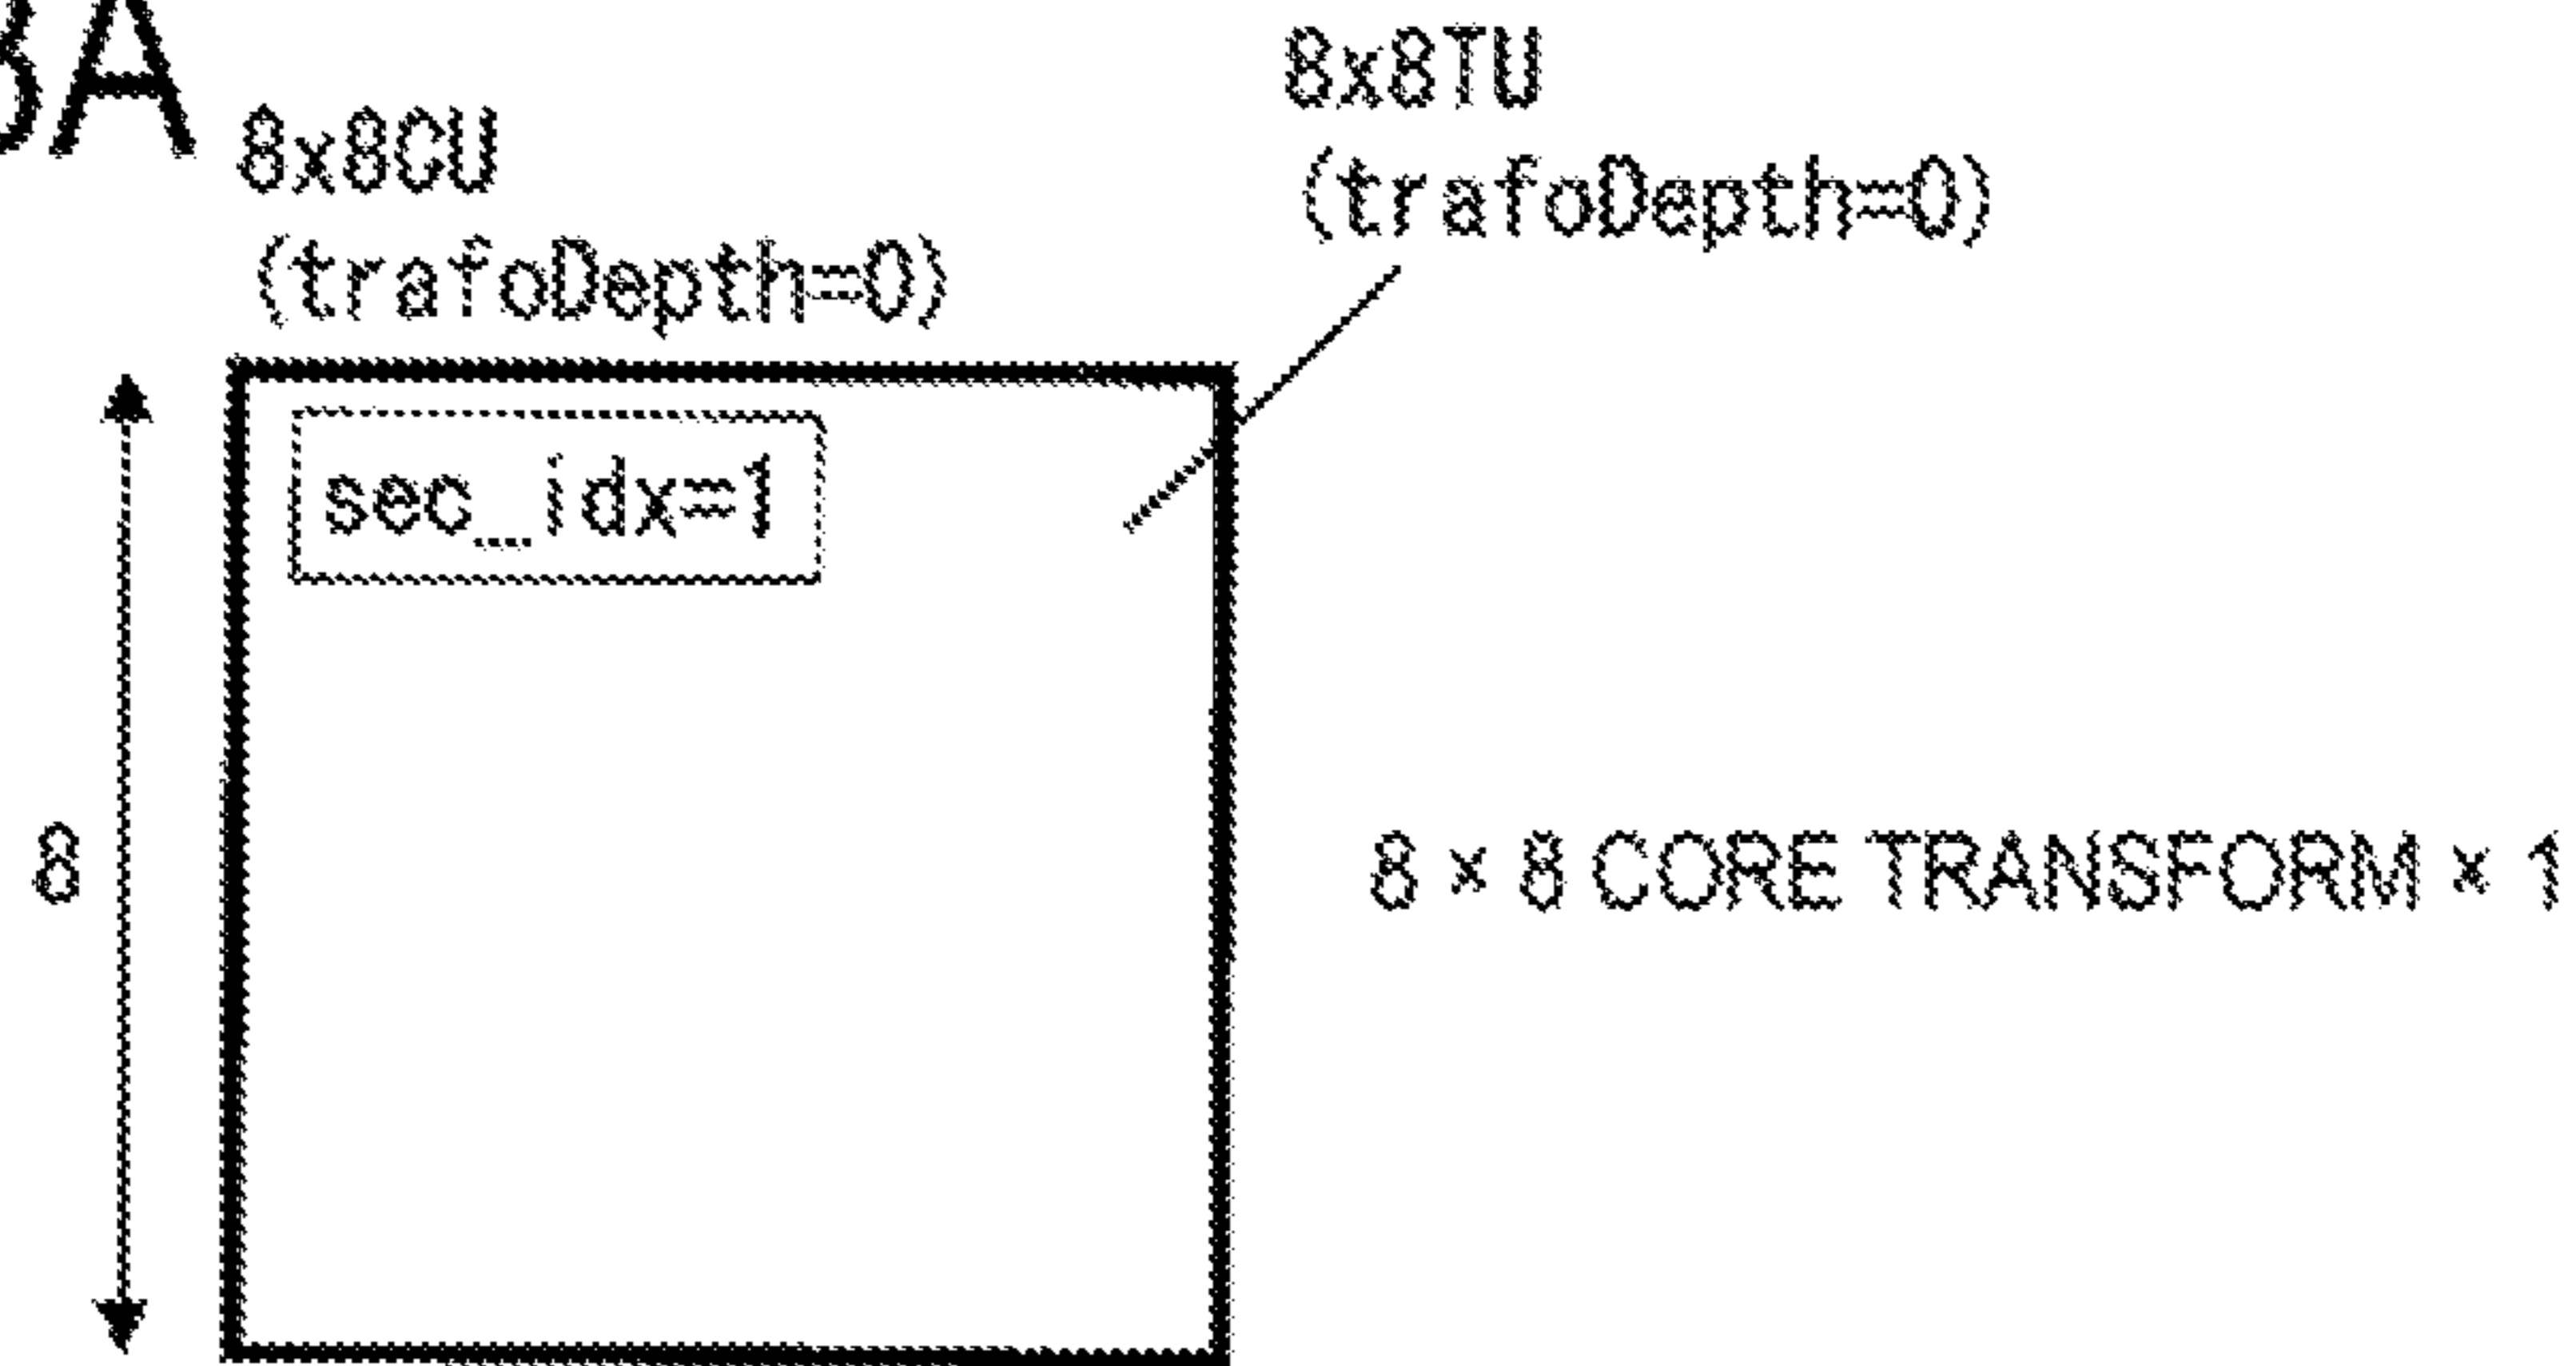 3A
8x8CU
(trafoDepth=0)
8x8TU
(trafoDepth=0)
sec_idx=1
8
8 × 8 CORE TRANSFORM × 1